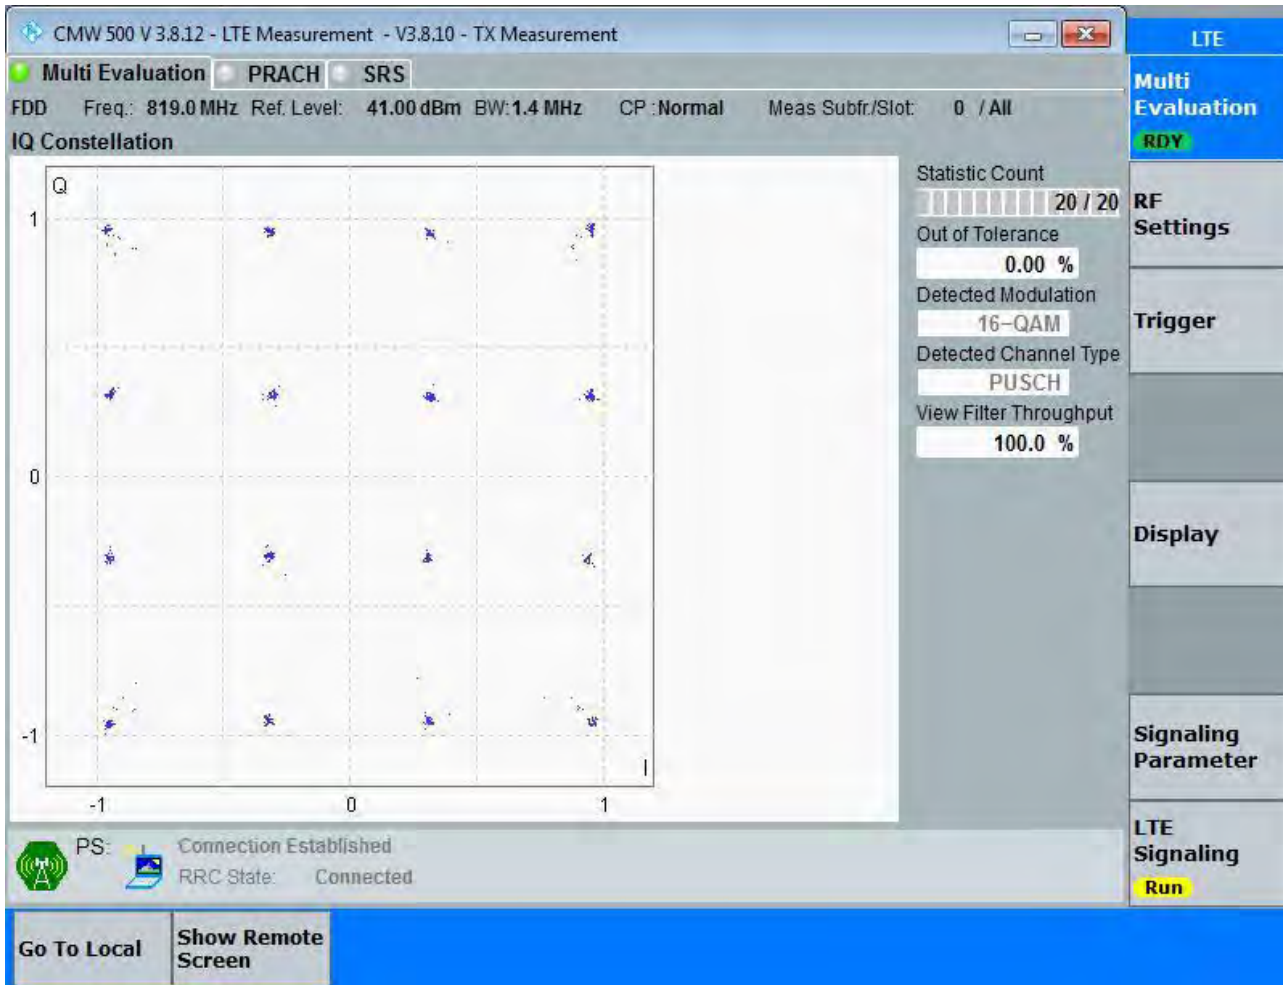 CMW 500 V 3.8.12 - LTE Measurement - V3.8.10 - TX Measurement
LTE
Multi Evaluation PRACH SRS
FDD Freq.: 819.0 MHz Ref. Level: 41.00 dBm BW: 1.4 MHz CP : Normal Meas Subfr./Slot: 0 / All
IQ Constellation
Q
1
0
-1
I
-1 0 1
Statistic Count
20 / 20
Out of Tolerance
0.00 %
Detected Modulation
16-QAM
Detected Channel Type
PUSCH
View Filter Throughput
100.0 %
Multi
Evaluation
RDY
RF
Settings
Trigger
Display
Signaling
Parameter
LTE
Signaling
Run
PS: Connection Established
RRC State: Connected
Go To Local
Show Remote
Screen